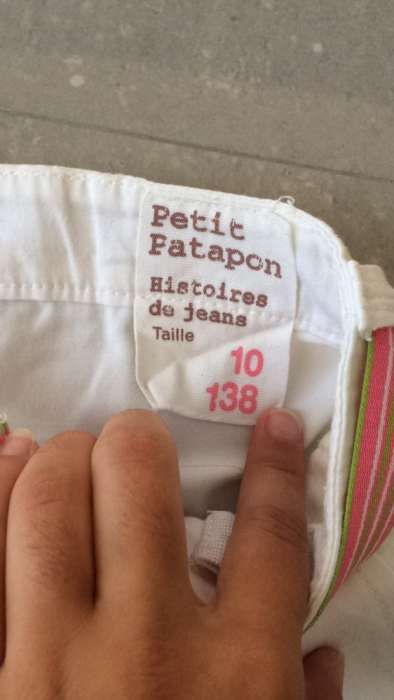 Petit
Patapon
Histoires
de jeans
Taille
10
138